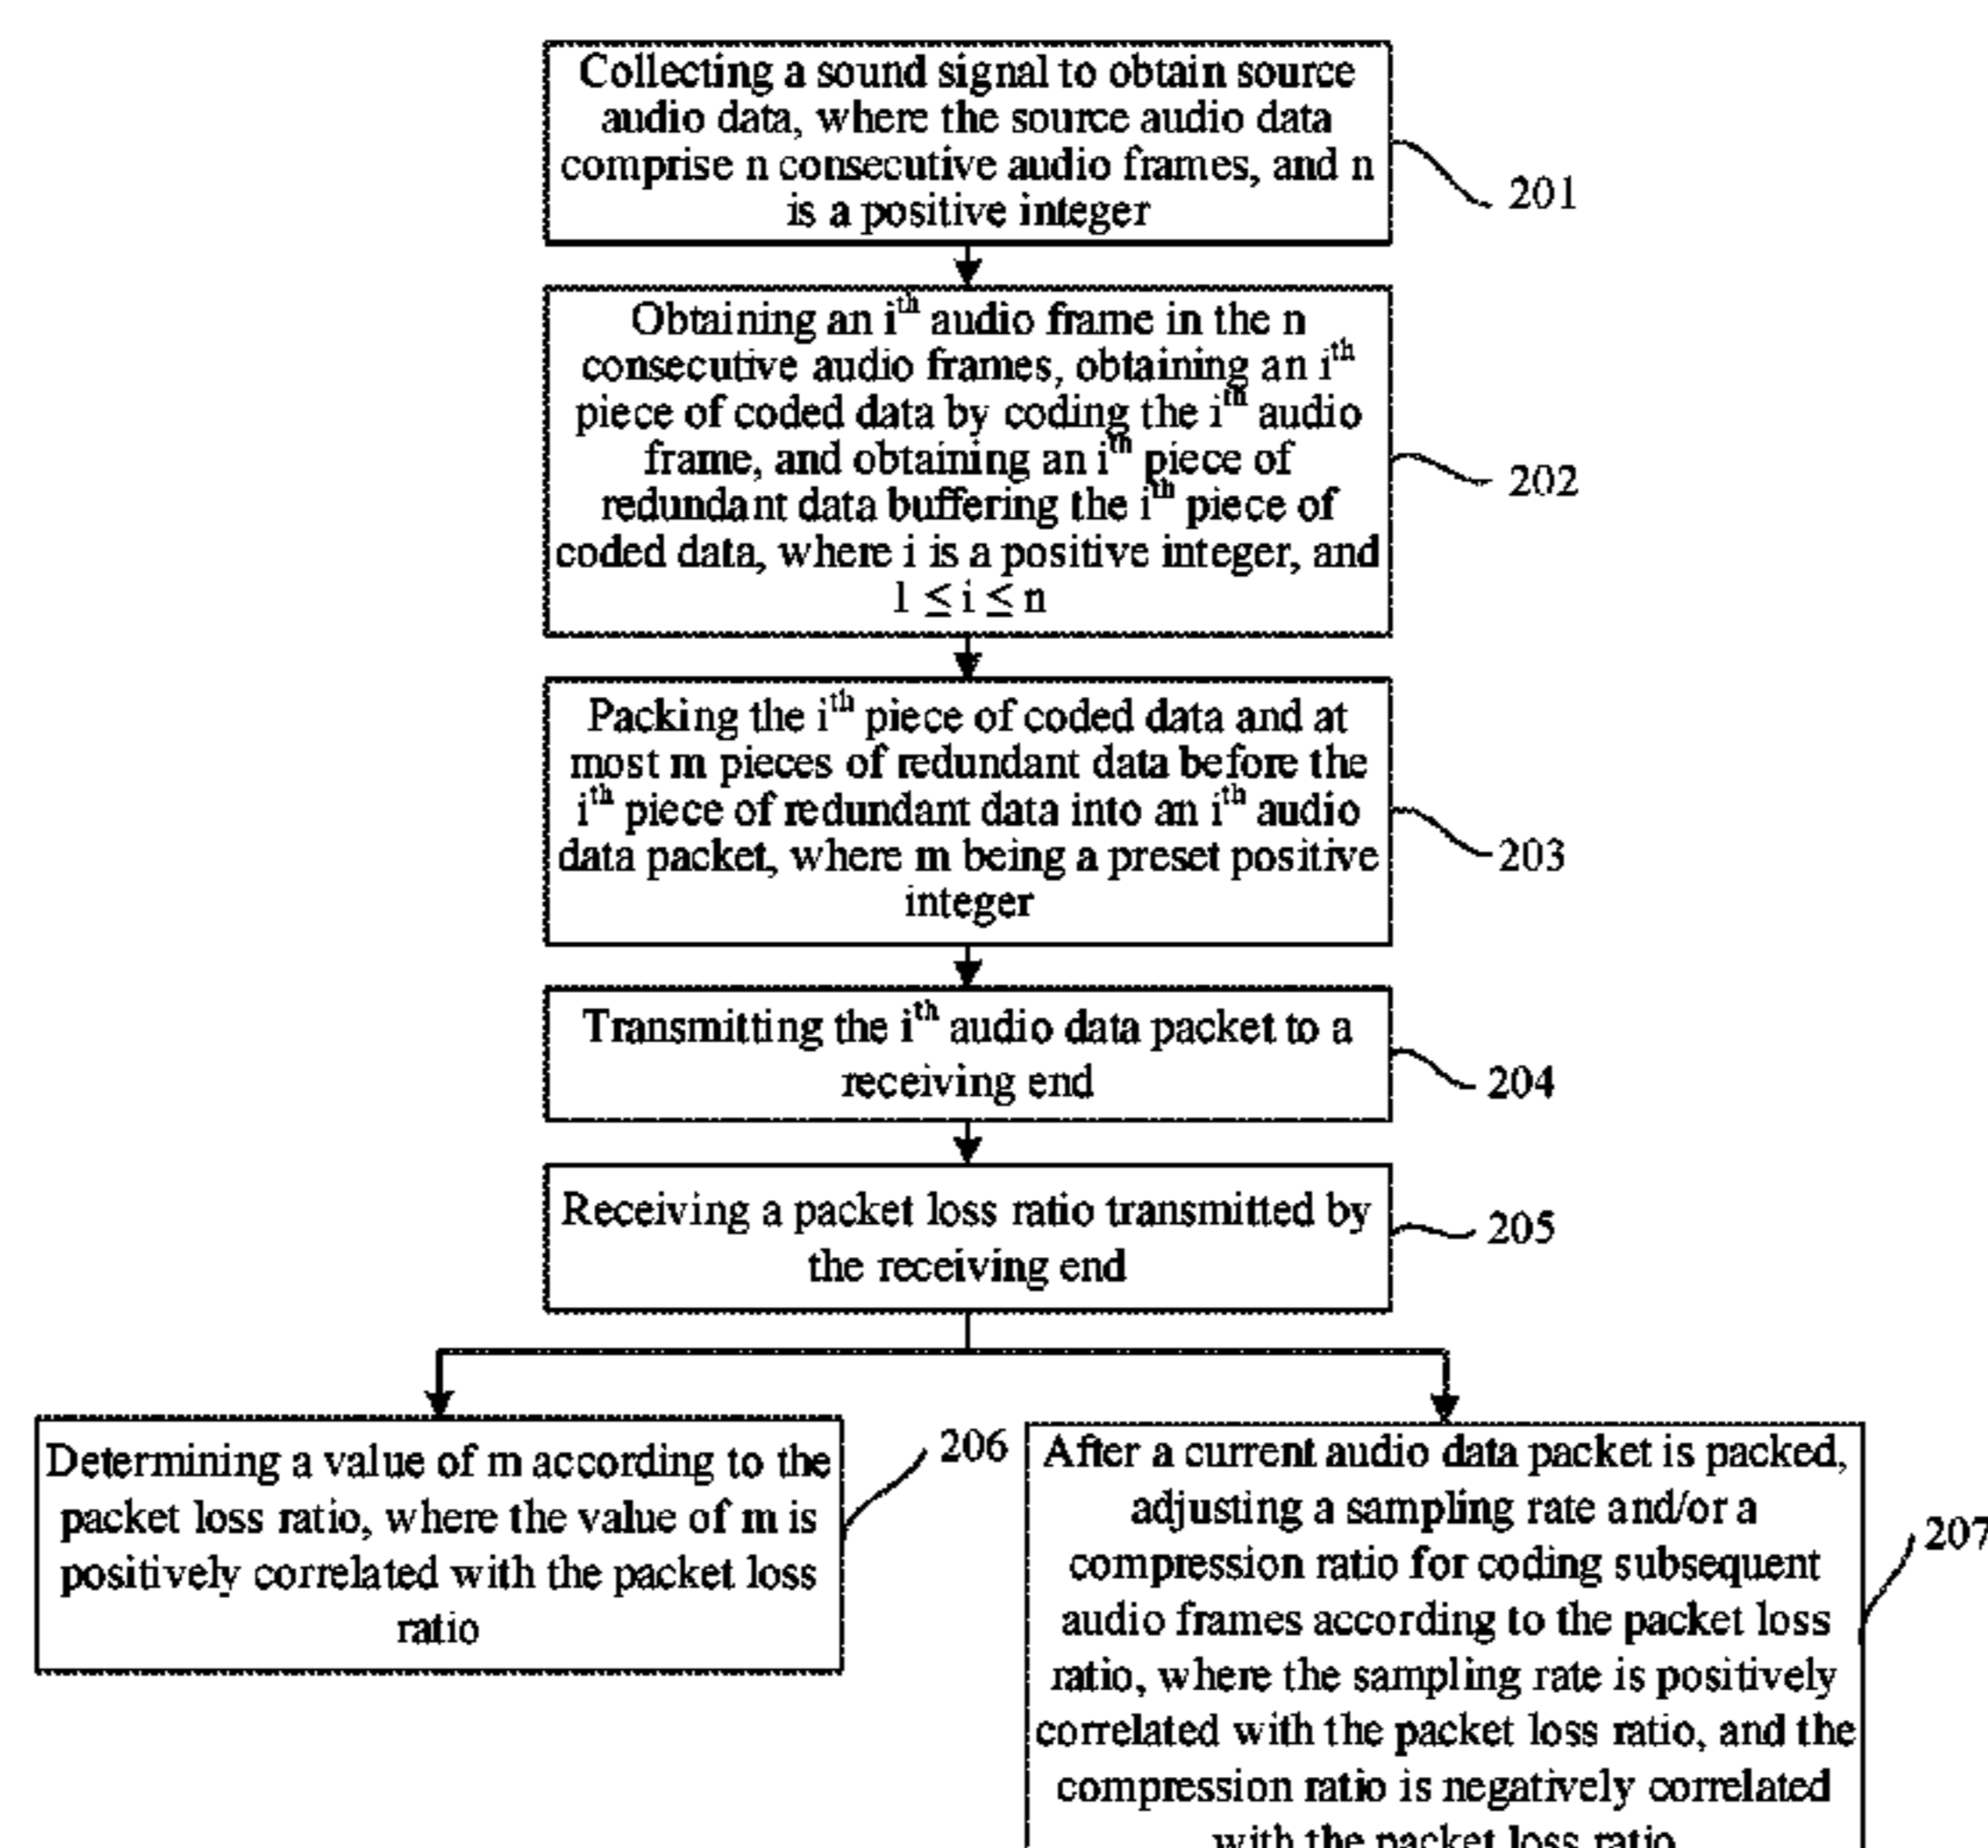 Collecting a sound signal to obtain source
audio data, where the source audio data
comprise n consecutive audio frames, and n
is a positive integer
201
Obtaining an iᵗʰ audio frame in the n
consecutive audio frames, obtaining an iᵗʰ
piece of coded data by coding the iᵗʰ audio
frame, and obtaining an iᵗʰ piece of
redundant data buffering the iᵗʰ piece of
coded data, where i is a positive integer, and
1 ≤ i ≤ n
202
Packing the iᵗʰ piece of coded data and at
most m pieces of redundant data before the
iᵗʰ piece of redundant data into an iᵗʰ audio
data packet, where m being a preset positive
integer
203
Transmitting the iᵗʰ audio data packet to a
receiving end
204
Receiving a packet loss ratio transmitted by
the receiving end
205
Determining a value of m according to the
packet loss ratio, where the value of m is
positively correlated with the packet loss
ratio
206
After a current audio data packet is packed,
adjusting a sampling rate and/or a
compression ratio for coding subsequent
audio frames according to the packet loss
ratio, where the sampling rate is positively
correlated with the packet loss ratio, and the
compression ratio is negatively correlated
with the packet loss ratio
207